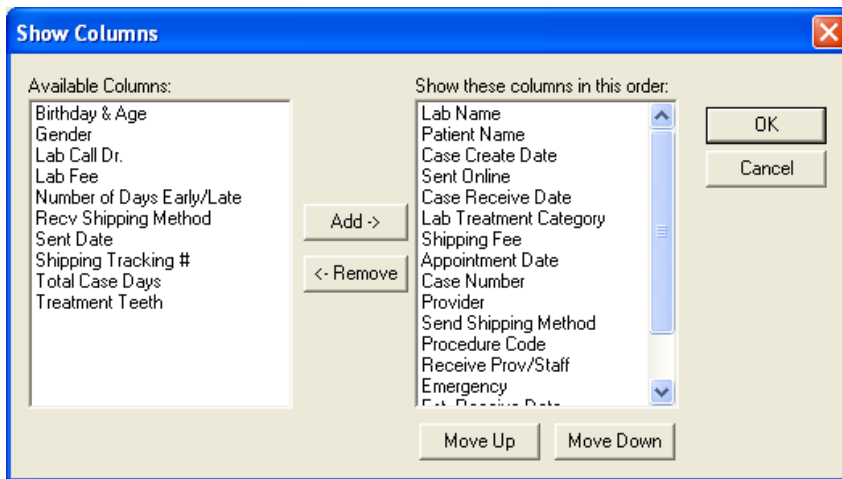 Show Columns
Available Columns:
Birthday & Age
Gender
Lab Call Dr.
Lab Fee
Number of Days Early/Late
Recv Shipping Method
Sent Date
Shipping Tracking #
Total Case Days
Treatment Teeth
Add ->
<- Remove
Show these columns in this order:
Lab Name
Patient Name
Case Create Date
Sent Online
Case Receive Date
Lab Treatment Category
Shipping Fee
Appointment Date
Case Number
Provider
Send Shipping Method
Procedure Code
Receive Prov/Staff
Emergency
Est. Receive Date
Move Up
Move Down
OK
Cancel